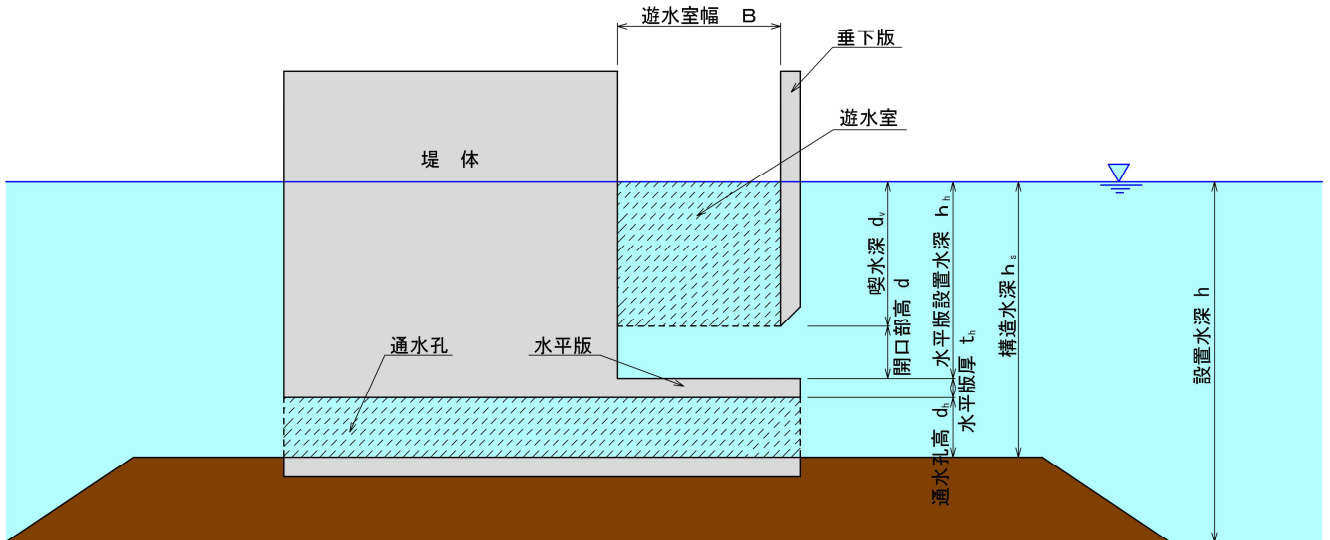 遊水室幅 B
垂下版
遊水室
堤 体
喫水深 dᵥ
開口部高 d
水平版設置水深 hₕ
水平版厚 tₕ
通水孔高 dₕ
構造水深 hₛ
設置水深 h
通水孔
水平版